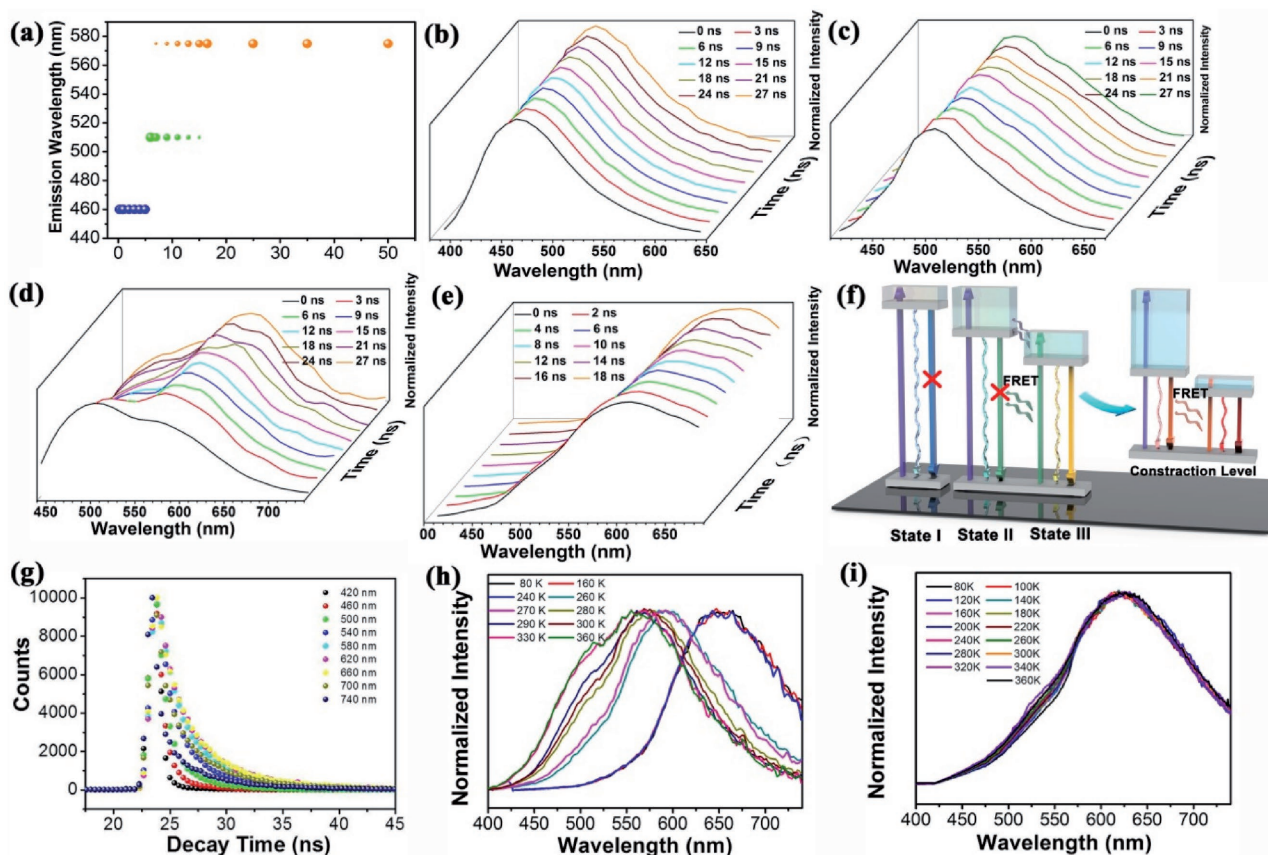 (a)
Emission Wavelength (nm)
580
560
540
520
500
480
460
440
0 10 20 30 40 50
(b)
0 ns 3 ns
6 ns 9 ns
12 ns 15 ns
18 ns 21 ns
24 ns 27 ns
Normalized Intensity
Time (ns)
400 450 500 550 600 650
Wavelength (nm)
(c)
0 ns 3 ns
6 ns 9 ns
12 ns 15 ns
18 ns 21 ns
24 ns 27 ns
Normalized Intensity
Time (ns)
450 500 550 600 650
Wavelength (nm)
(d)
0 ns 3 ns
6 ns 9 ns
12 ns 15 ns
18 ns 21 ns
24 ns 27 ns
Normalized Intensity
Time (ns)
450 500 550 600 650 700
Wavelength (nm)
(e)
0 ns 2 ns
4 ns 6 ns
8 ns 10 ns
12 ns 14 ns
16 ns 18 ns
Normalized Intensity
Time (ns)
00 450 500 550 600 650 700
Wavelength (nm)
(f)
FRET
FRET
Constraction Level
State I State II State III
(g)
Counts
10000
8000
6000
4000
2000
0
420 nm
460 nm
500 nm
540 nm
580 nm
620 nm
660 nm
700 nm
740 nm
20 25 30 35 40 45
Decay Time (ns)
(h)
Normalized Intensity
80 K 160 K
240 K 260 K
270 K 280 K
290 K 300 K
330 K 360 K
400 450 500 550 600 650 700
Wavelength (nm)
(i)
Normalized Intensity
80K 100K
120K 140K
160K 180K
200K 220K
240K 260K
280K 300K
320K 340K
360K
400 450 500 550 600 650 700
Wavelength (nm)